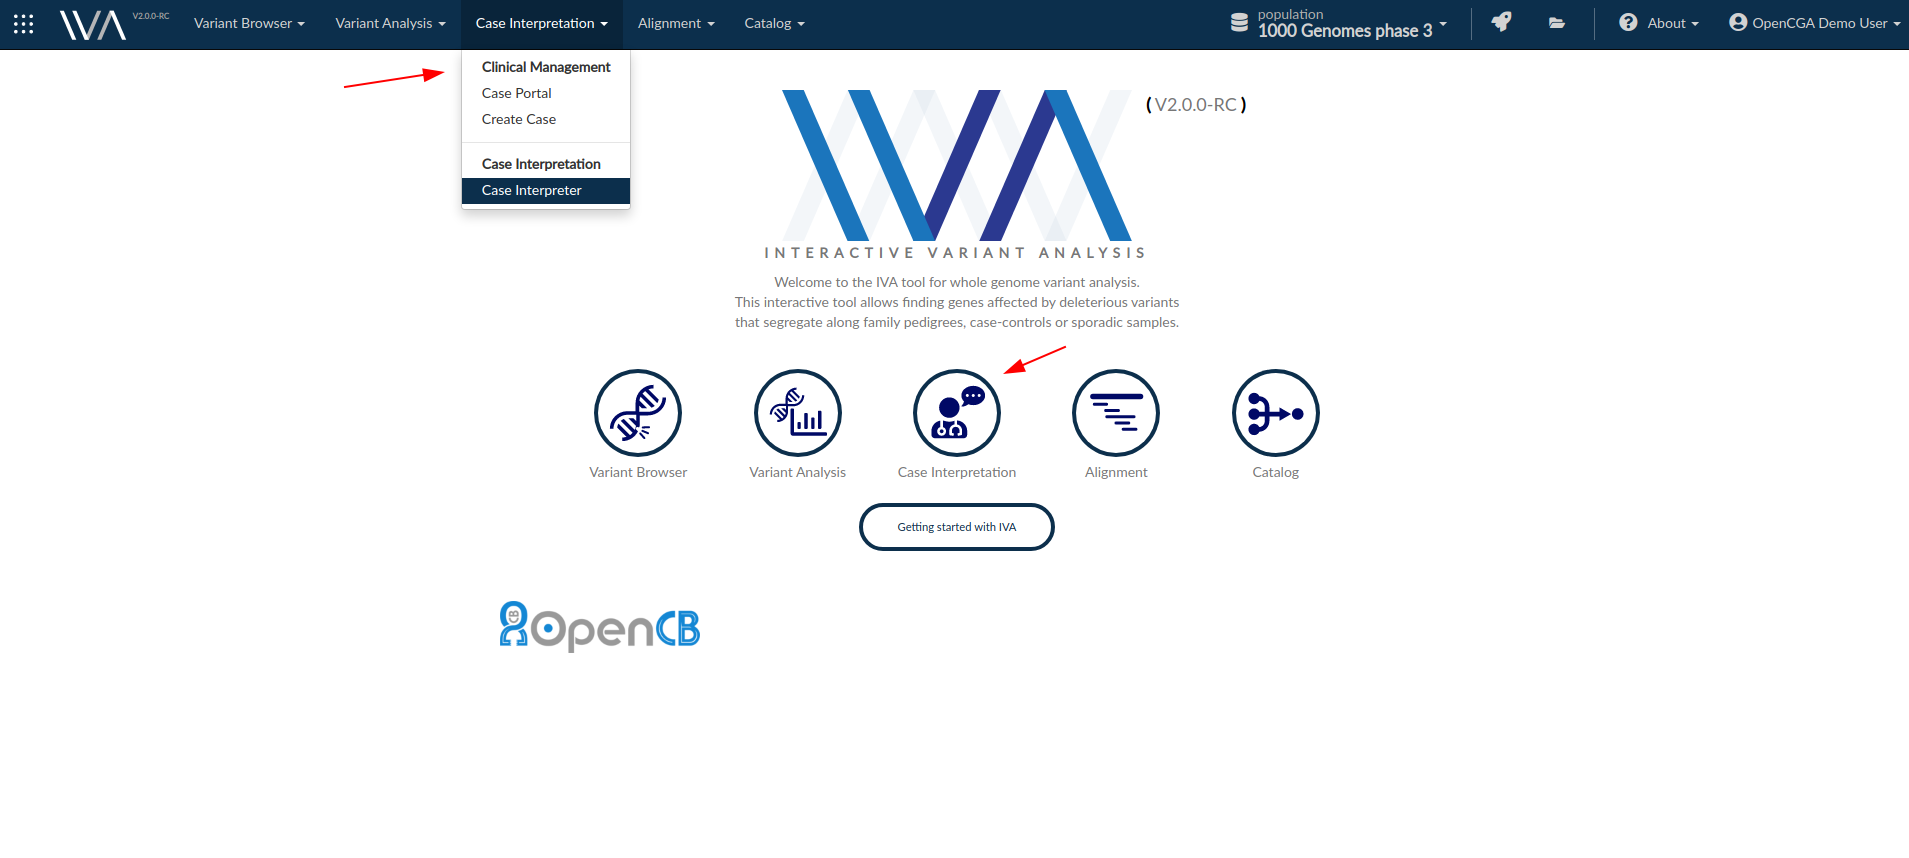 IVA V2.0.0-RC Variant Browser Variant Analysis Case Interpretation Alignment Catalog population About OpenCGA Demo User
1000 Genomes phase 3
Clinical Management
Case Portal
Create Case
Case Interpretation
Case Interpreter
IVA
( V2.0.0-RC )
INTERACTIVE VARIANT ANALYSIS
Welcome to the IVA tool for whole genome variant analysis.
This interactive tool allows finding genes affected by deleterious variants
that segregate along family pedigrees, case-controls or sporadic samples.
Variant Browser Variant Analysis Case Interpretation Alignment Catalog
Getting started with IVA
CB OpenCB